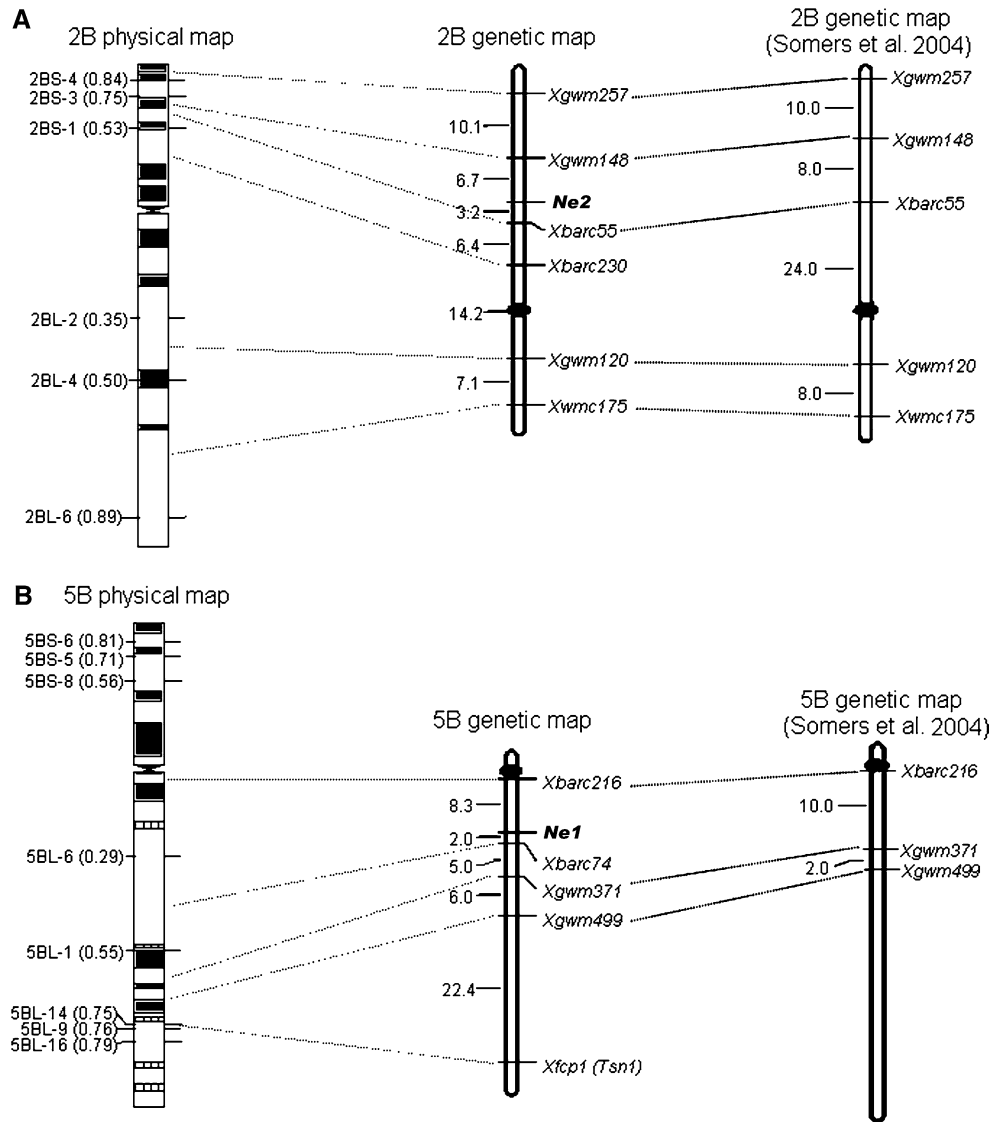 A
2B physical map
2B genetic map
2B genetic map
(Somers et al. 2004)
2BS-4 (0.84)
2BS-3 (0.75)
2BS-1 (0.53)
2BL-2 (0.35)
2BL-4 (0.50)
2BL-6 (0.89)
10.1
6.7
3.2
6.4
14.2
7.1
Xgwm257
Xgwm148
Ne2
Xbarc55
Xbarc230
Xgwm120
Xwmc175
10.0
8.0
24.0
8.0
Xgwm257
Xgwm148
Xbarc55
Xgwm120
Xwmc175
B
5B physical map
5B genetic map
5B genetic map
(Somers et al. 2004)
5BS-6 (0.81)
5BS-5 (0.71)
5BS-8 (0.56)
5BL-6 (0.29)
5BL-1 (0.55)
5BL-14 (0.75)
5BL-9 (0.76)
5BL-16 (0.79)
8.3
2.0
5.0
6.0
22.4
Xbarc216
Ne1
Xbarc74
Xgwm371
Xgwm499
Xfcp1 (Tsn1)
10.0
2.0
Xbarc216
Xgwm371
Xgwm499